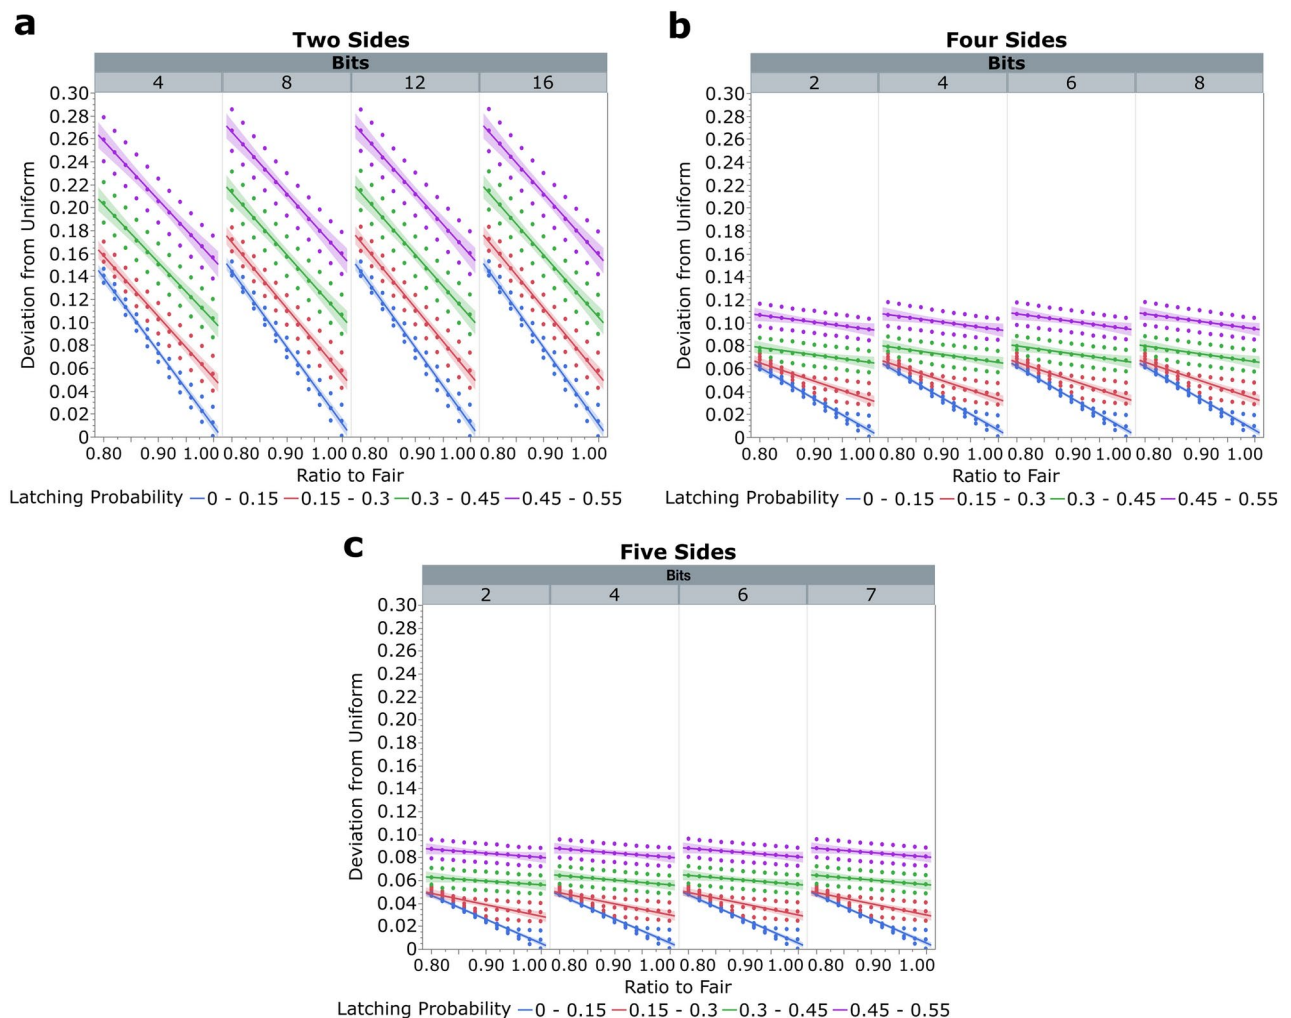 a
Two Sides
Bits
4 8 12 16
0.30
0.28
0.26
0.24
0.22
0.20
0.18
0.16
0.14
0.12
0.10
0.08
0.06
0.04
0.02
0
Deviation from Uniform
0.80 0.90 1.00 0.80 0.90 1.00 0.80 0.90 1.00 0.80 0.90 1.00
Ratio to Fair
Latching Probability 0 - 0.15 0.15 - 0.3 0.3 - 0.45 0.45 - 0.55
b
Four Sides
Bits
2 4 6 8
0.30
0.28
0.26
0.24
0.22
0.20
0.18
0.16
0.14
0.12
0.10
0.08
0.06
0.04
0.02
0
Deviation from Uniform
0.80 0.90 1.00 0.80 0.90 1.00 0.80 0.90 1.00 0.80 0.90 1.00
Ratio to Fair
Latching Probability 0 - 0.15 0.15 - 0.3 0.3 - 0.45 0.45 - 0.55
c
Five Sides
Bits
2 4 6 7
0.30
0.28
0.26
0.24
0.22
0.20
0.18
0.16
0.14
0.12
0.10
0.08
0.06
0.04
0.02
0
Deviation from Uniform
0.80 0.90 1.00 0.80 0.90 1.00 0.80 0.90 1.00 0.80 0.90 1.00
Ratio to Fair
Latching Probability 0 - 0.15 0.15 - 0.3 0.3 - 0.45 0.45 - 0.55